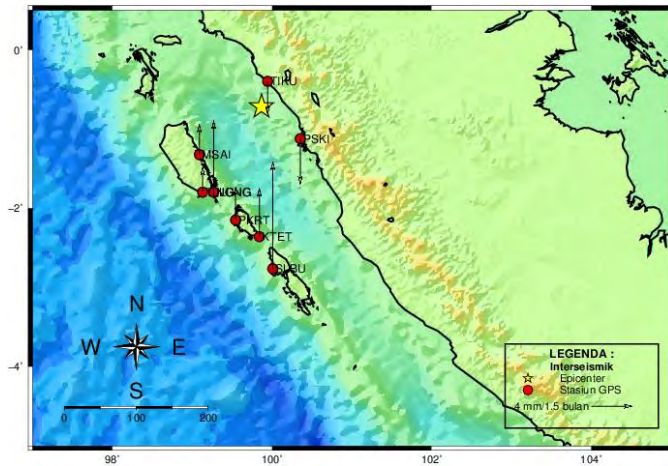 0˚
TIKU
PSKI
MSAI
NGNG
−2˚
PKRT
KTET
SLBU
N
W E
S
−4˚
0 100 200
LEGENDA :
Interseismik
Epicenter
Stasiun GPS
4 mm/1.5 bulan
98˚ 100˚ 102˚ 104˚